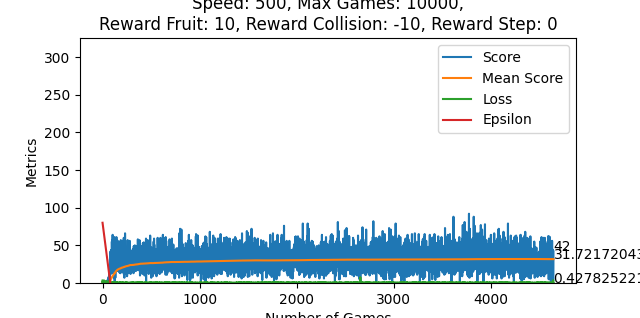 Speed: 500, Max Games: 10000,
Reward Fruit: 10, Reward Collision: -10, Reward Step: 0
300
250
200
150
100
50
0
Metrics
Score
Mean Score
Loss
Epsilon
42
31.72172043
0.427825221
0
1000
2000
3000
4000
Number of Games